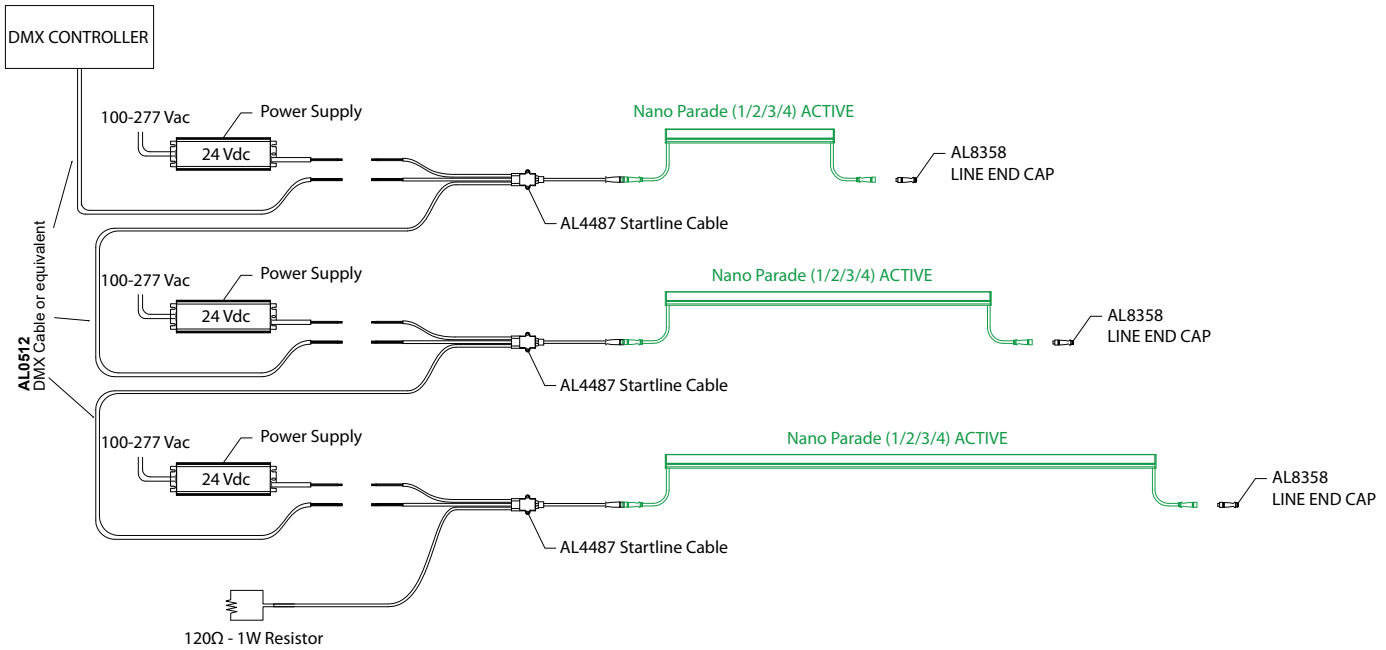 DMX CONTROLLER
100-277 Vac
Power Supply
24 Vdc
Nano Parade (1/2/3/4) ACTIVE
AL8358
LINE END CAP
AL4487 Startline Cable
AL0512
DMX Cable or equivalent
100-277 Vac
Power Supply
24 Vdc
Nano Parade (1/2/3/4) ACTIVE
AL8358
LINE END CAP
AL4487 Startline Cable
100-277 Vac
Power Supply
24 Vdc
Nano Parade (1/2/3/4) ACTIVE
AL8358
LINE END CAP
AL4487 Startline Cable
120Ω - 1W Resistor